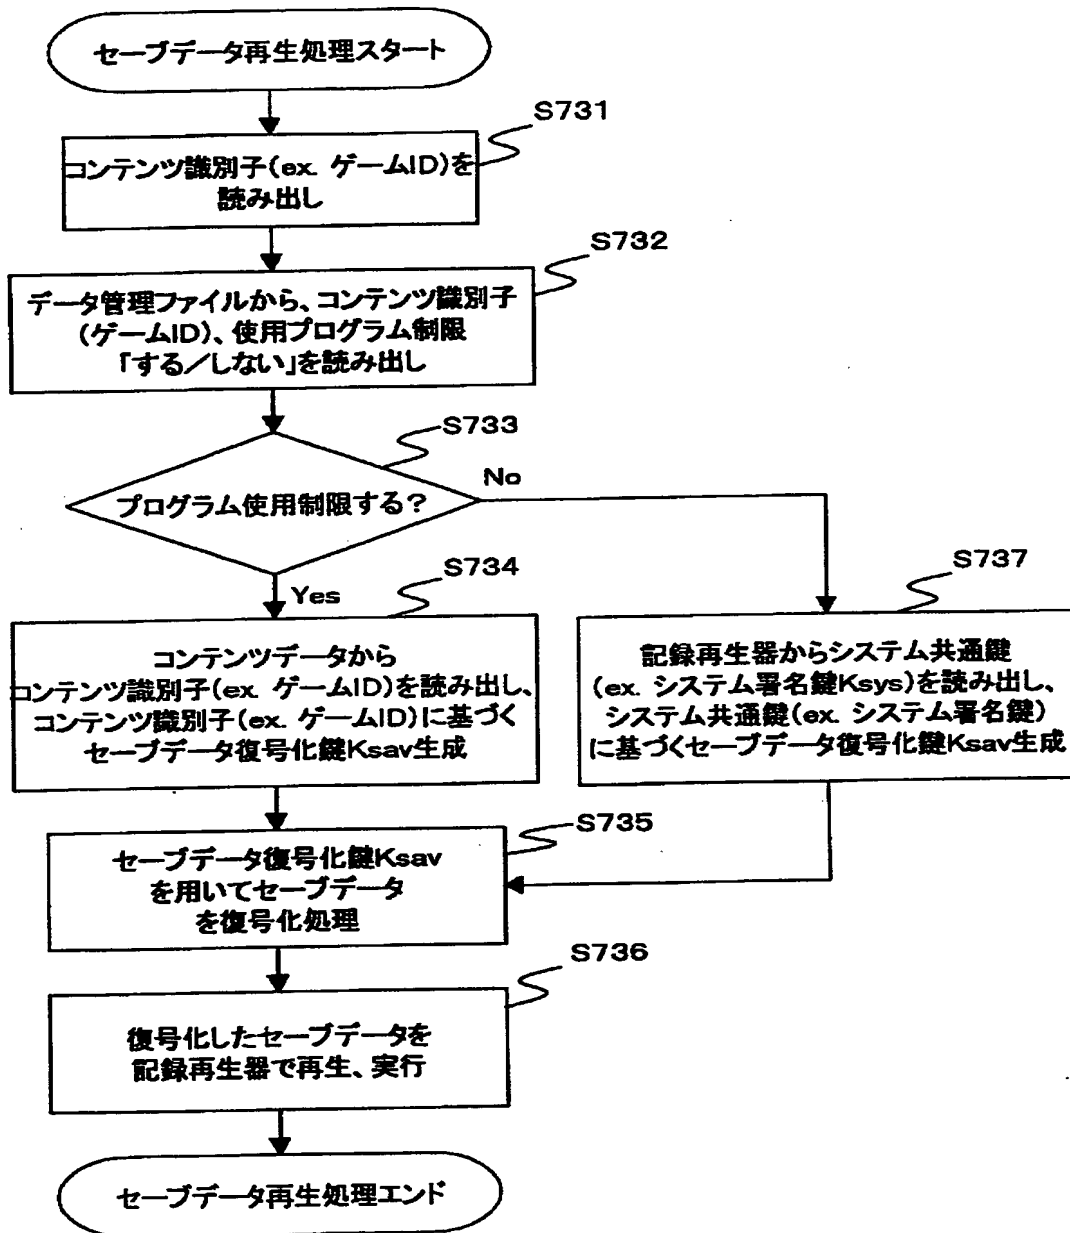 セーブデータ再生処理スタート
S731
コンテンツ識別子(ex. ゲームID)を
読み出し
S732
データ管理ファイルから、コンテンツ識別子
(ゲームID)、使用プログラム制限
「する/しない」を読み出し
S733
プログラム使用制限する?
No
Yes
S734
コンテンツデータから
コンテンツ識別子(ex. ゲームID)を読み出し、
コンテンツ識別子(ex. ゲームID)に基づく
セーブデータ復号化鍵Ksav生成
S737
記録再生器からシステム共通鍵
(ex. システム署名鍵Ksys)を読み出し、
システム共通鍵(ex. システム署名鍵)
に基づくセーブデータ復号化鍵Ksav生成
S735
セーブデータ復号化鍵Ksav
を用いてセーブデータ
を復号化処理
S736
復号化したセーブデータを
記録再生器で再生、実行
セーブデータ再生処理エンド